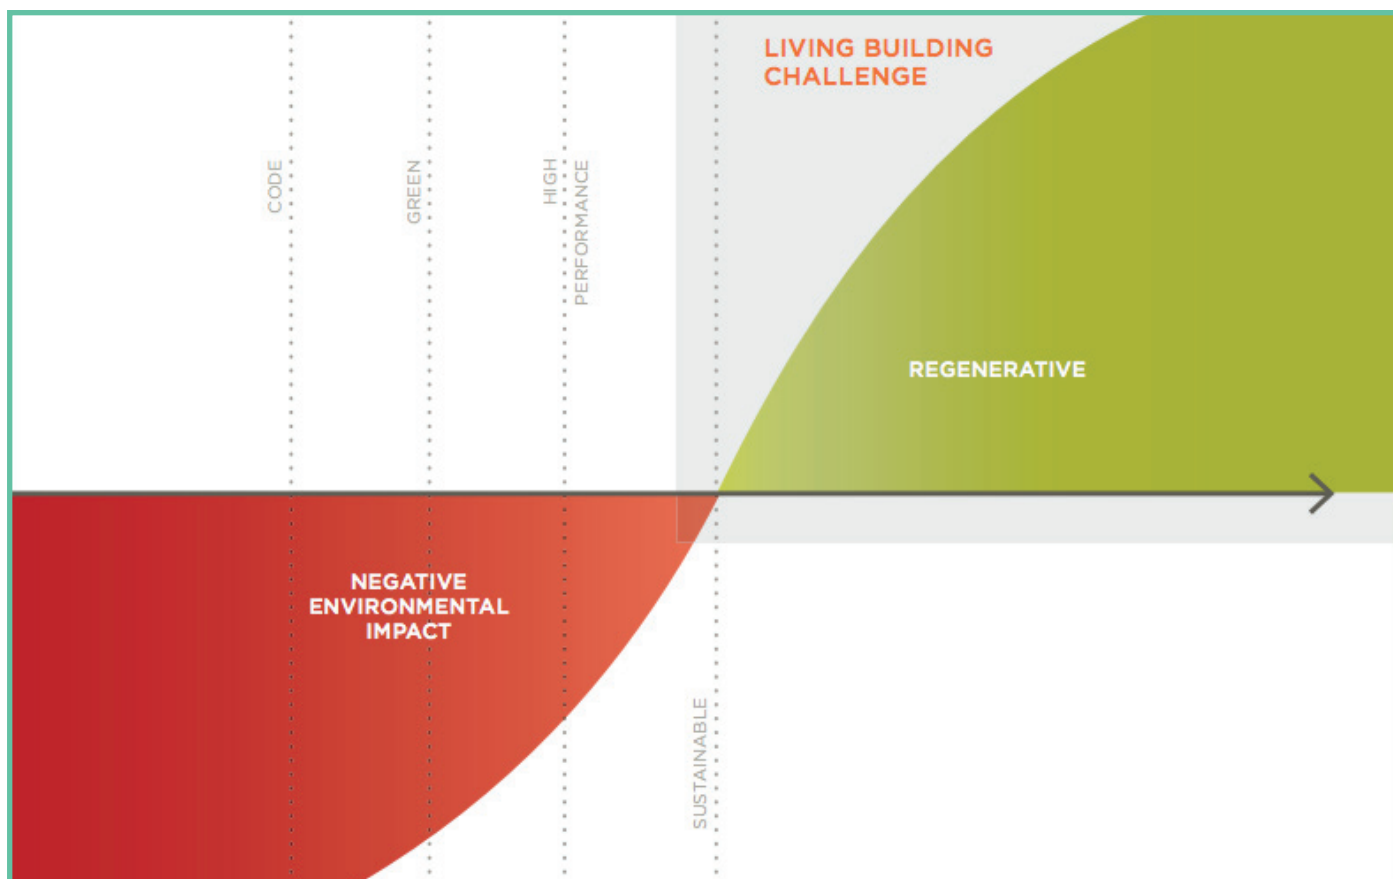 LIVING BUILDING
CHALLENGE
CODE
GREEN
HIGH
PERFORMANCE
REGENERATIVE
NEGATIVE
ENVIRONMENTAL
IMPACT
SUSTAINABLE